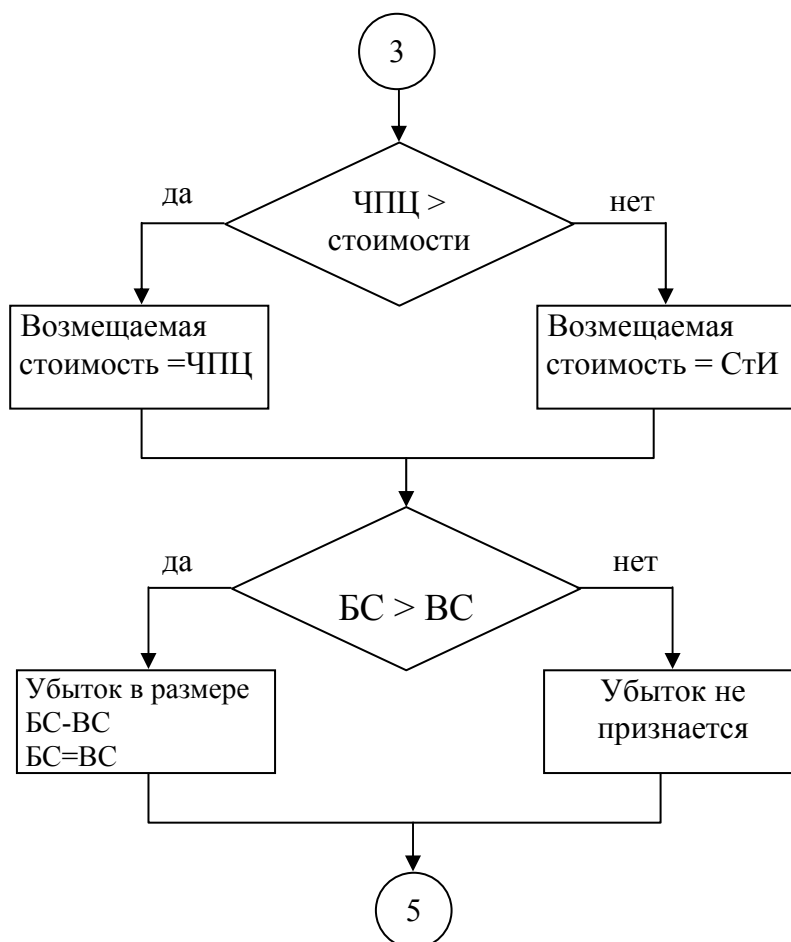 3
да
ЧПЦ >
стоимости
нет
Возмещаемая
стоимость =ЧПЦ
Возмещаемая
стоимость = СтИ
да
БС > ВС
нет
Убыток в размере
БС-ВС
БС=ВС
Убыток не
признается
5